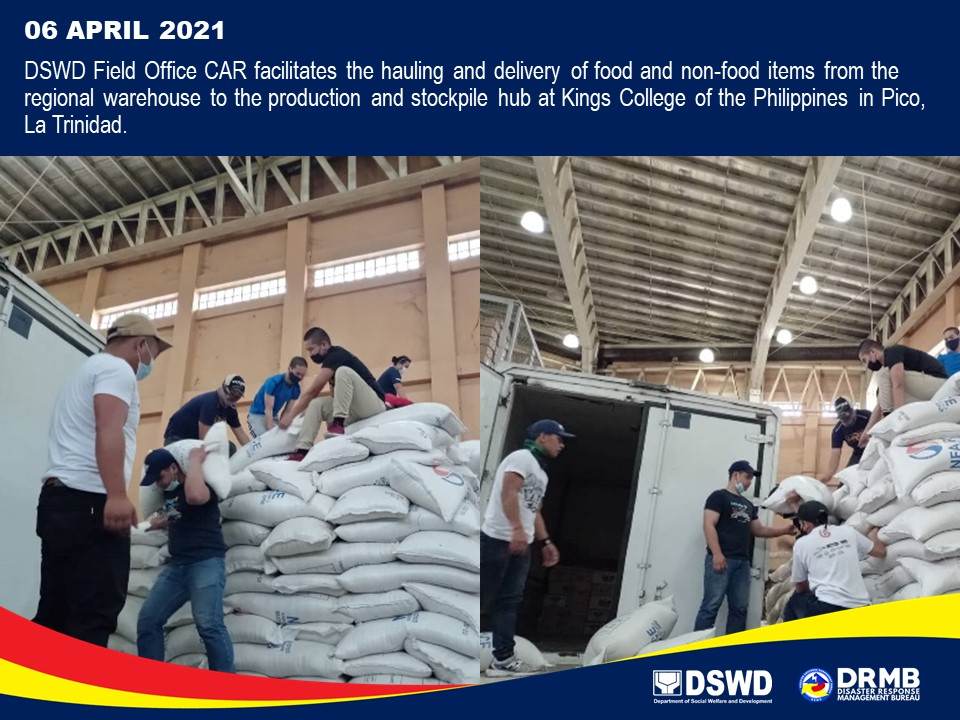 06 APRIL 2021
DSWD Field Office CAR facilitates the hauling and delivery of food and non-food items from the
regional warehouse to the production and stockpile hub at Kings College of the Philippines in Pico,
La Trinidad.
NFA
DSWD
Department of Social Welfare and Development
DRMB
DISASTER RESPONSE
MANAGEMENT BUREAU